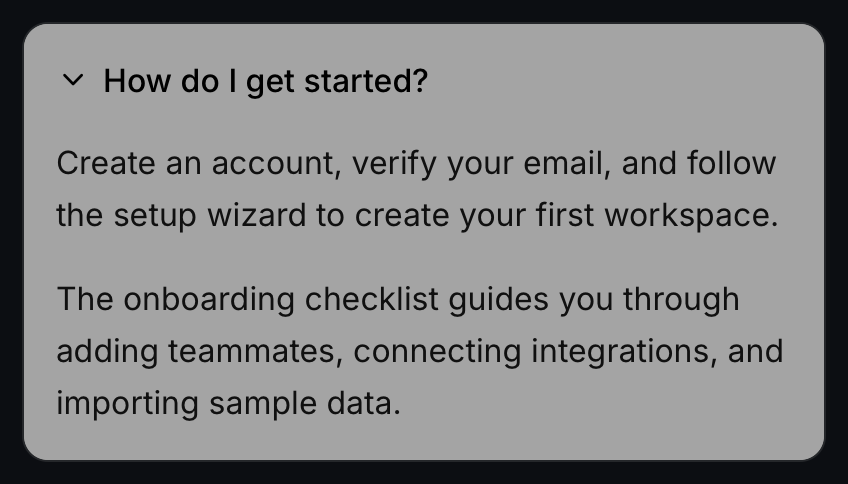 How do I get started?
Create an account, verify your email, and follow
the setup wizard to create your first workspace.
The onboarding checklist guides you through
adding teammates, connecting integrations, and
importing sample data.